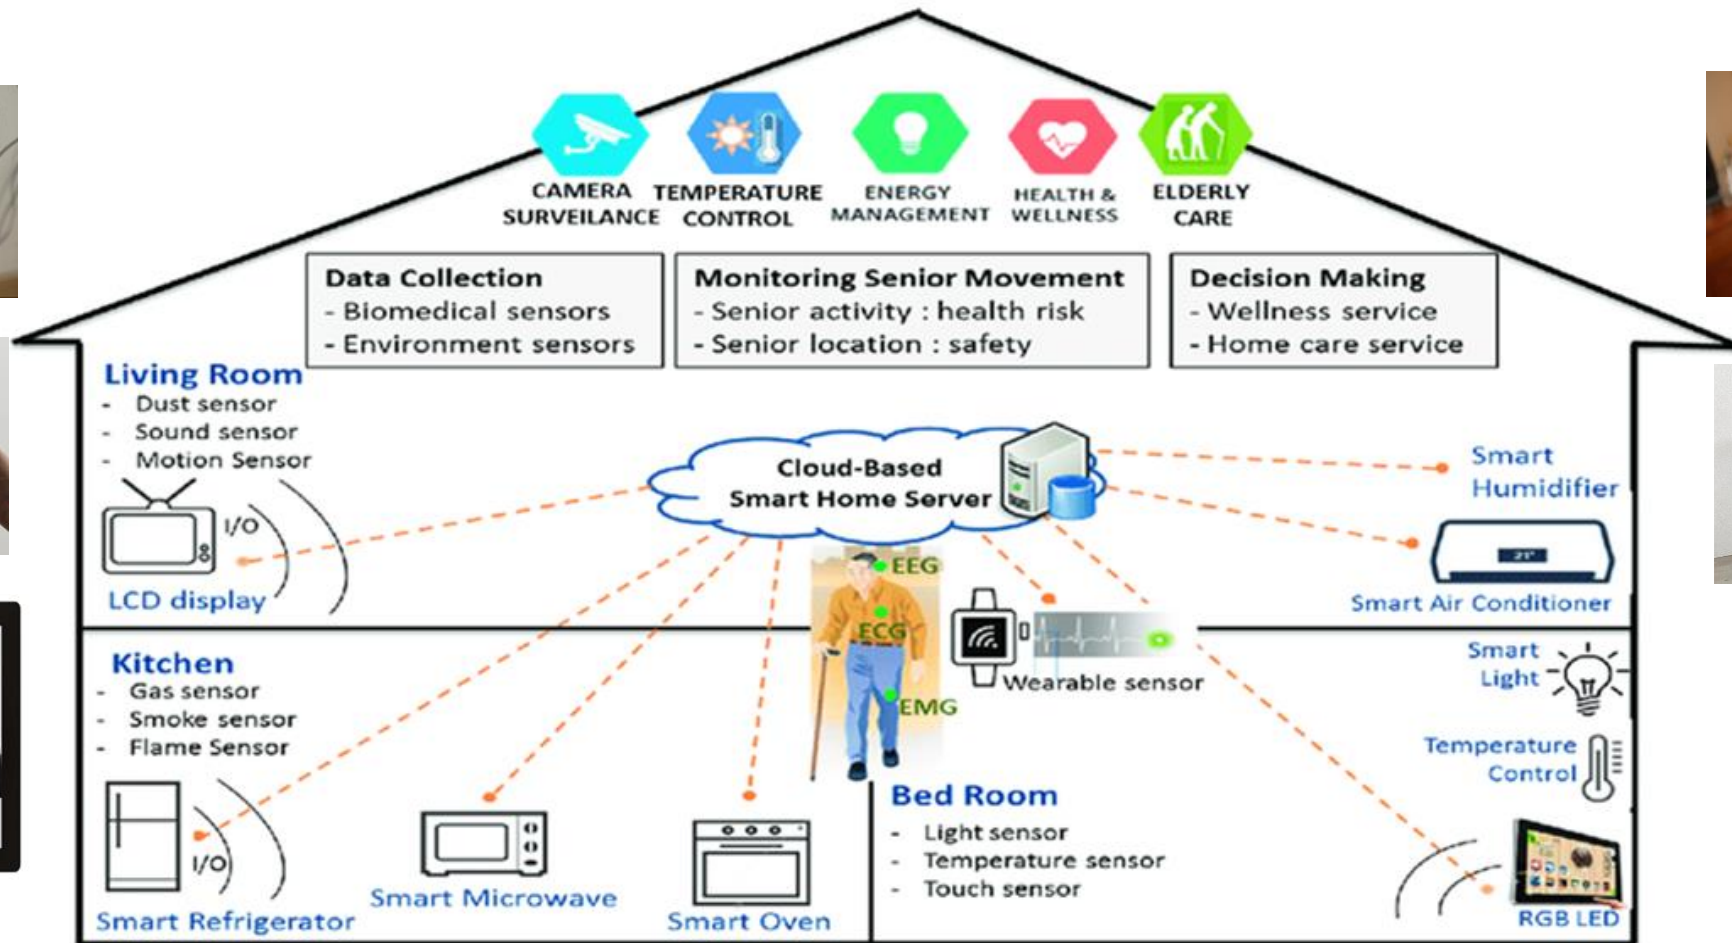 CAMERA
SURVEILANCE
TEMPERATURE
CONTROL
ENERGY
MANAGEMENT
HEALTH &
WELLNESS
ELDERLY
CARE
Data Collection
- Biomedical sensors
- Environment sensors
Monitoring Senior Movement
- Senior activity : health risk
- Senior location : safety
Decision Making
- Wellness service
- Home care service
Living Room
- Dust sensor
- Sound sensor
- Motion Sensor
I/O
LCD display
Cloud-Based
Smart Home Server
Smart
Humidifier
21°
Smart Air Conditioner
EEG
ECG
EMG
Wearable sensor
Kitchen
- Gas sensor
- Smoke sensor
- Flame Sensor
I/O
Smart Refrigerator
Smart Microwave
Smart Oven
Bed Room
- Light sensor
- Temperature sensor
- Touch sensor
Smart
Light
Temperature
Control
RGB LED